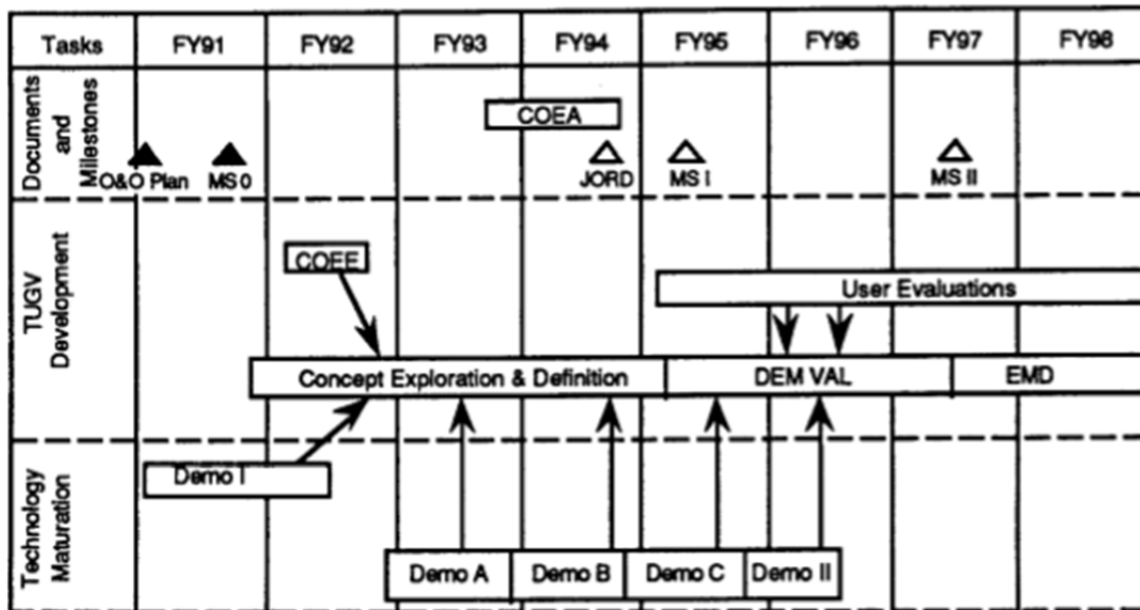 Tasks FY91 FY92 FY93 FY94 FY95 FY96 FY97 FY98
Documents
and
Milestones
COEA
O&O Plan MS 0 JORD MS I MS II
TUGV
Development
COEE
User Evaluations
Concept Exploration & Definition DEM VAL EMD
Technology
Maturation
Demo I
Demo A Demo B Demo C Demo II